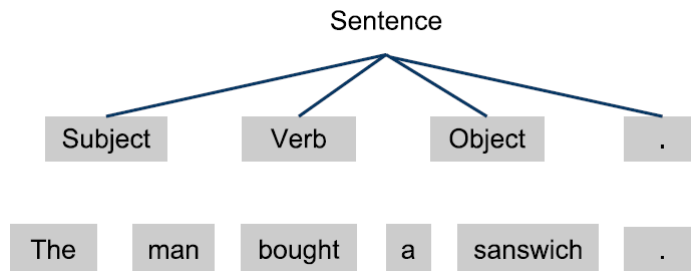 Sentence
Subject Verb Object .
The man bought a sanswich .